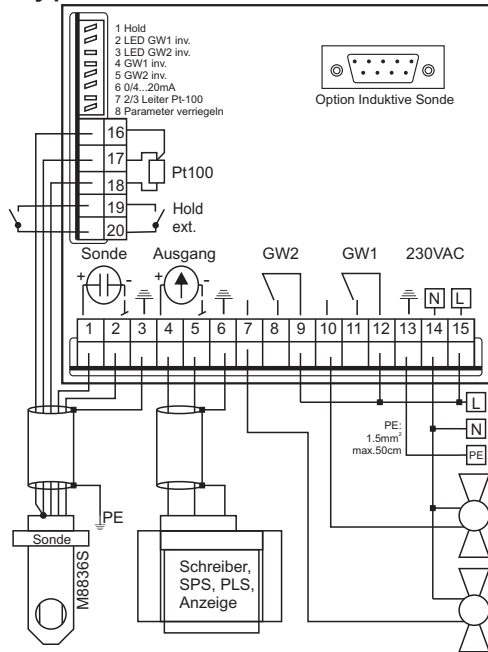 1 Hold
2 LED GW1 inv.
3 LED GW2 inv.
4 GW1 inv.
5 GW2 inv.
6 0/4...20mA
7 2/3 Leiter Pt-100
8 Parameter verriegeln
Option Induktive Sonde
16
17
18
19
20
Pt100
Hold
ext.
Sonde Ausgang GW2 GW1 230VAC
+ - + - N L
1 2 3 4 5 6 7 8 9 10 11 12 13 14 15
L
N
PE
PE:
1.5mm²
max.50cm
PE
Sonde
M8836S
Schreiber,
SPS, PLS,
Anzeige